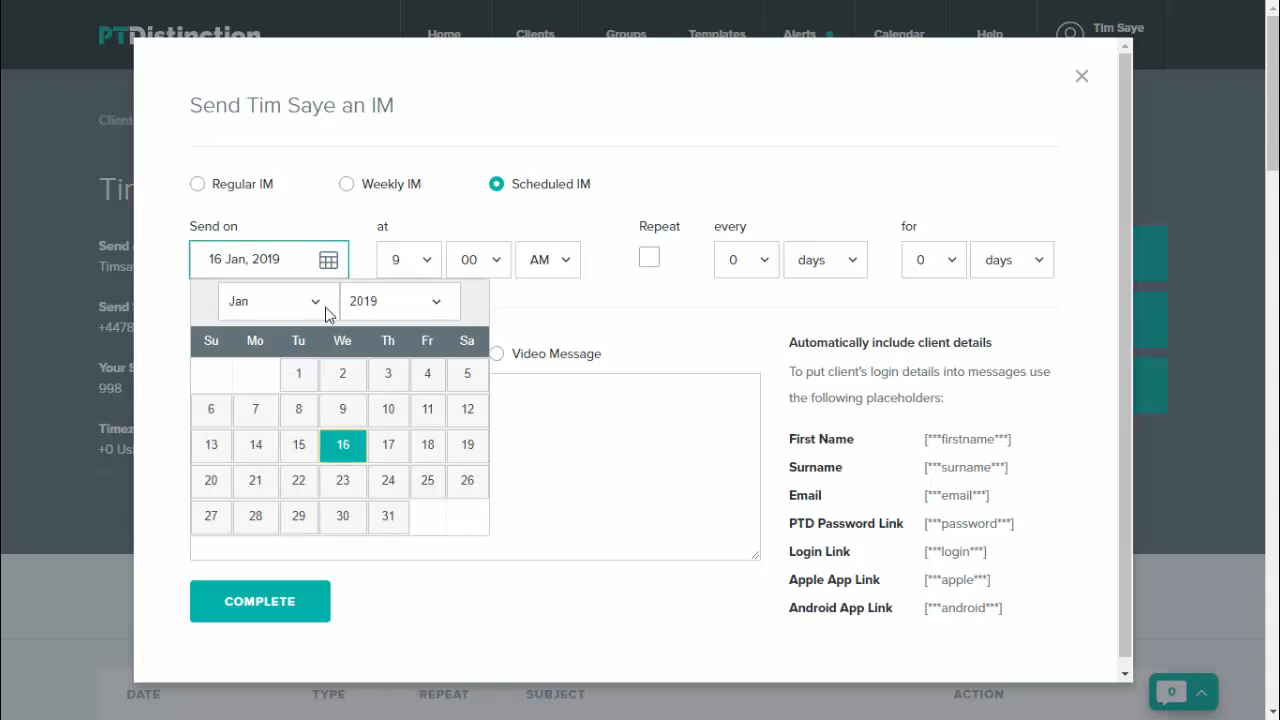 PTDistinction
Home Clients Groups Templates Alerts Calendar Help Tim Saye
Send Tim Saye an IM
Regular IM Weekly IM Scheduled IM
Send on at Repeat every for
16 Jan, 2019 9 00 AM 0 days 0 days
Jan 2019
Su Mo Tu We Th Fr Sa
1 2 3 4 5
6 7 8 9 10 11 12
13 14 15 16 17 18 19
20 21 22 23 24 25 26
27 28 29 30 31
Video Message
COMPLETE
Automatically include client details
To put client's login details into messages use
the following placeholders:
First Name [***firstname***]
Surname [***surname***]
Email [***email***]
PTD Password Link [***password***]
Login Link [***login***]
Apple App Link [***apple***]
Android App Link [***android***]
+4478
998
DATE TYPE REPEAT SUBJECT ACTION
0